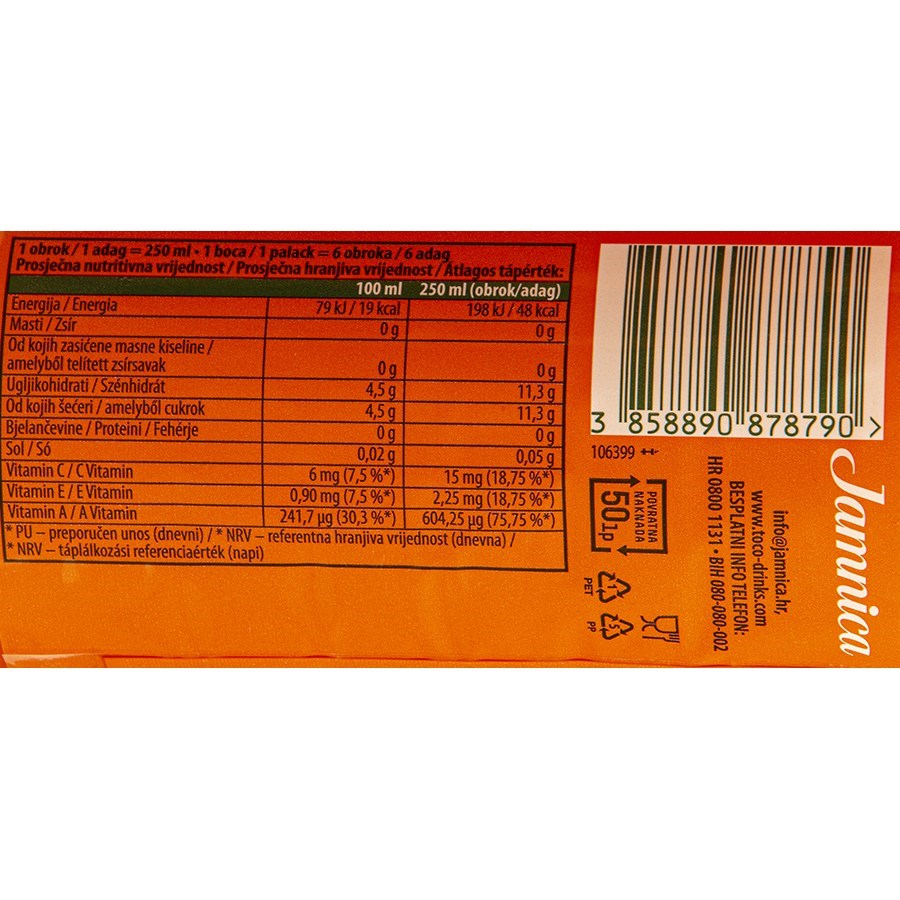 1 obrok / 1 adag = 250 ml • 1 boca / 1 palack = 6 obroka / 6 adag
Prosječna nutritivna vrijednost / Prosječna hranjiva vrijednost / Átlagos tápérték:
100 ml 250 ml (obrok/adag)
Energija / Energia 79 kJ / 19 kcal 198 kJ / 48 kcal
Masti / Zsír 0 g 0 g
Od kojih zasićene masne kiseline /
amelyből telített zsírsavak 0 g 0 g
Ugljikohidrati / Szénhidrát 4,5 g 11,3 g
Od kojih šećeri / amelyből cukrok 4,5 g 11,3 g
Bjelančevine / Proteini / Fehérje 0 g 0 g
Sol / Só 0,02 g 0,05 g
Vitamin C / C Vitamin 6 mg (7,5 %*) 15 mg (18,75 %*)
Vitamin E / E Vitamin 0,90 mg (7,5 %*) 2,25 mg (18,75 %*)
Vitamin A / A Vitamin 241,7 µg (30,3 %*) 604,25 µg (75,75 %*)
* PU – preporučen unos (dnevni) / * NRV – referentna hranjiva vrijednost (dnevna) /
* NRV – táplálkozási referenciaérték (napi)
3 858890 878790 >
106399
POVRATNA
NAKNADA
50lp
1
PET
5
PP
info@jamnica.hr,
www.toco-drinks.com
BESPLATNI INFO TELEFON:
HR 0800 1131 • BIH 080-080-002
Jamnica